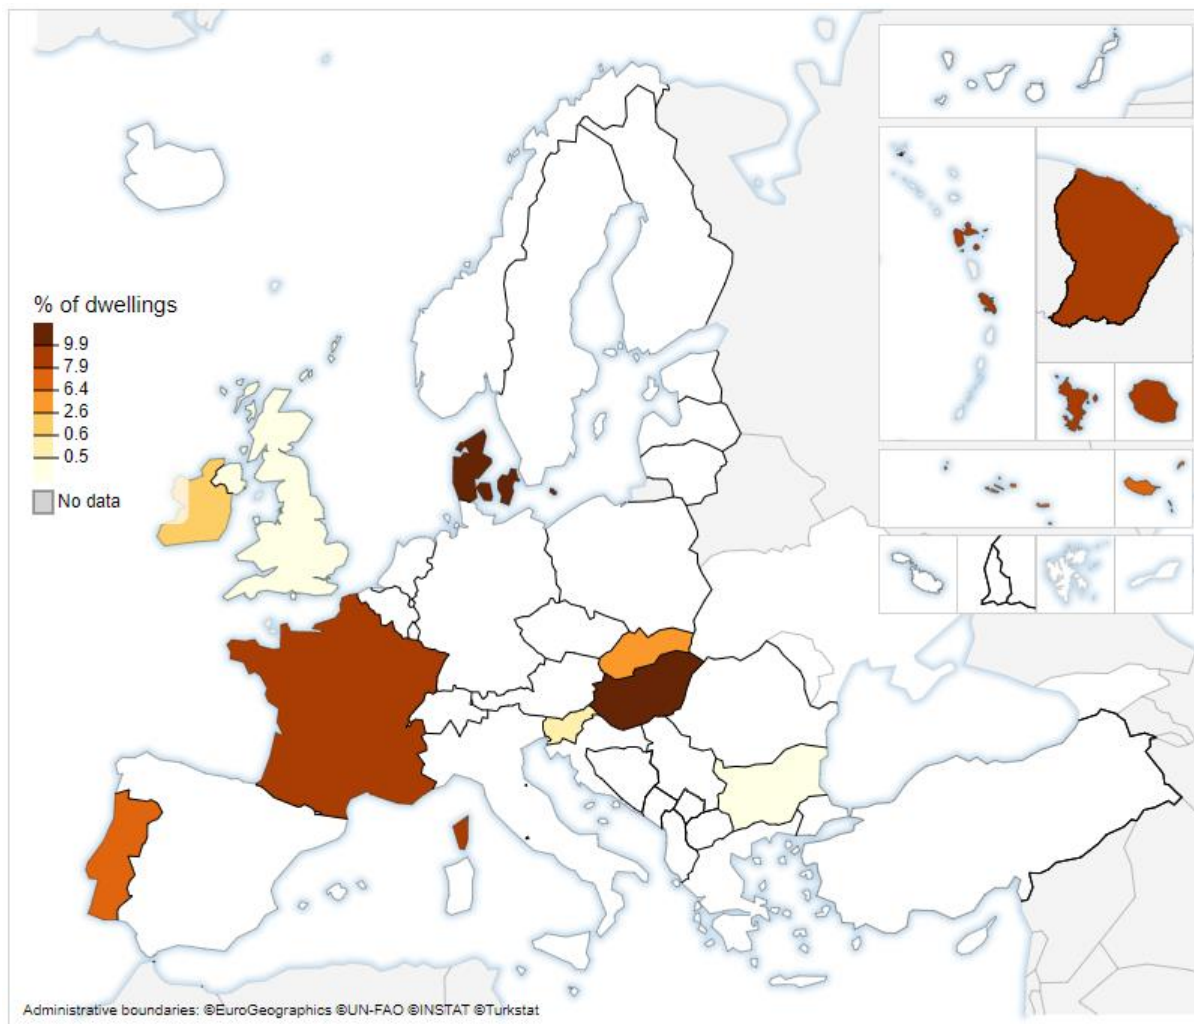 % of dwellings
9.9
7.9
6.4
2.6
0.6
0.5
No data
Administrative boundaries: ©EuroGeographics ©UN-FAO ©INSTAT ©Turkstat